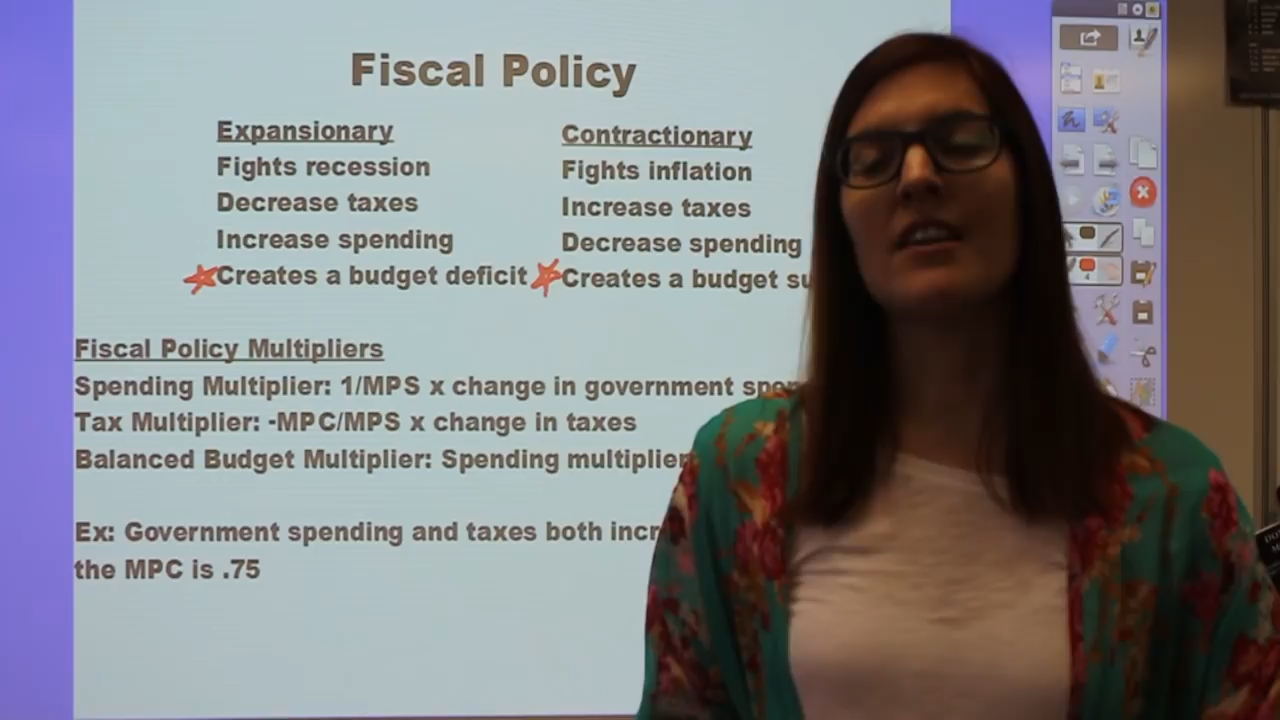 Fiscal Policy
Expansionary
Fights recession
Decrease taxes
Increase spending
Creates a budget deficit
Contractionary
Fights inflation
Increase taxes
Decrease spending
Creates a budget
Fiscal Policy Multipliers
Spending Multiplier: 1/MPS x change in government
Tax Multiplier: -MPC/MPS x change in taxes
Balanced Budget Multiplier: Spending multiplier
Ex: Government spending and taxes both
the MPC is .75